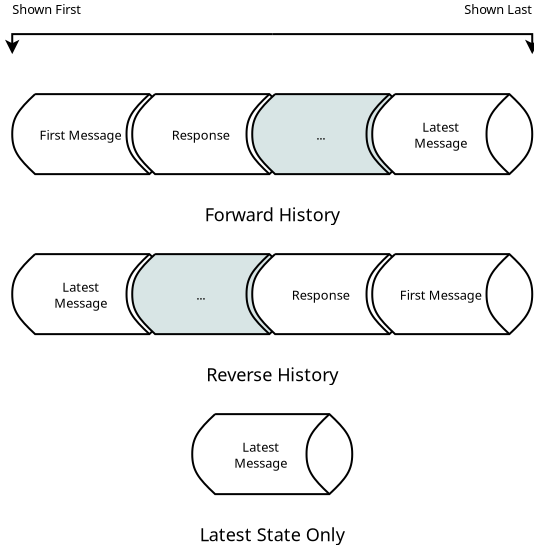 Shown First
Shown Last
First Message
Response
...
Latest
Message
Forward History
Latest
Message
...
Response
First Message
Reverse History
Latest
Message
Latest State Only